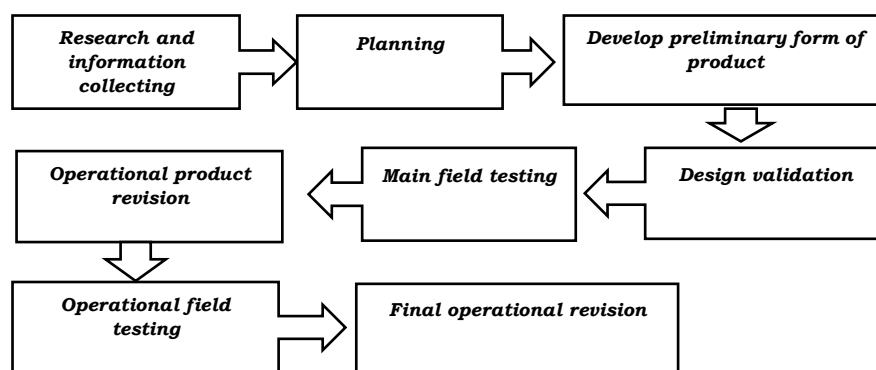 Research and
information
collecting
Planning
Develop preliminary form of
product
Design validation
Main field testing
Operational product
revision
Operational field
testing
Final operational revision